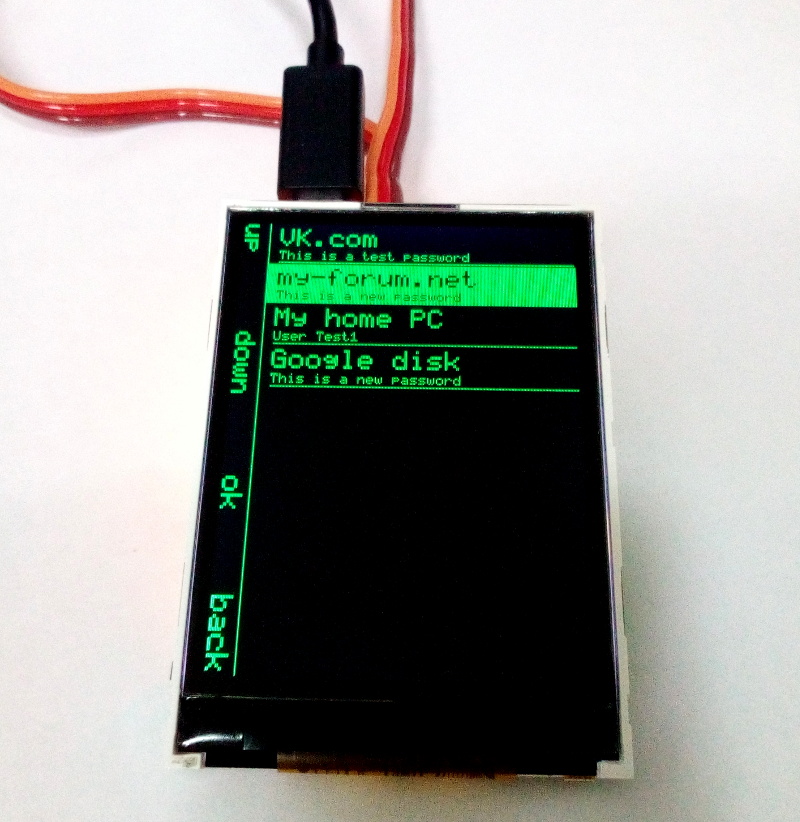 VK.com
This is a test password
my-forum.net
This is a new password
My home PC
User Test1
Google disk
This is a new password
up
down
ok
back